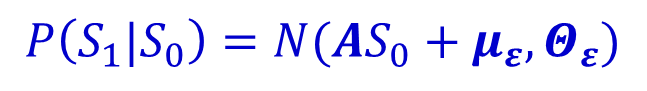 P(S₁|S₀) = N(AS₀ + μ_ε, Θ_ε)